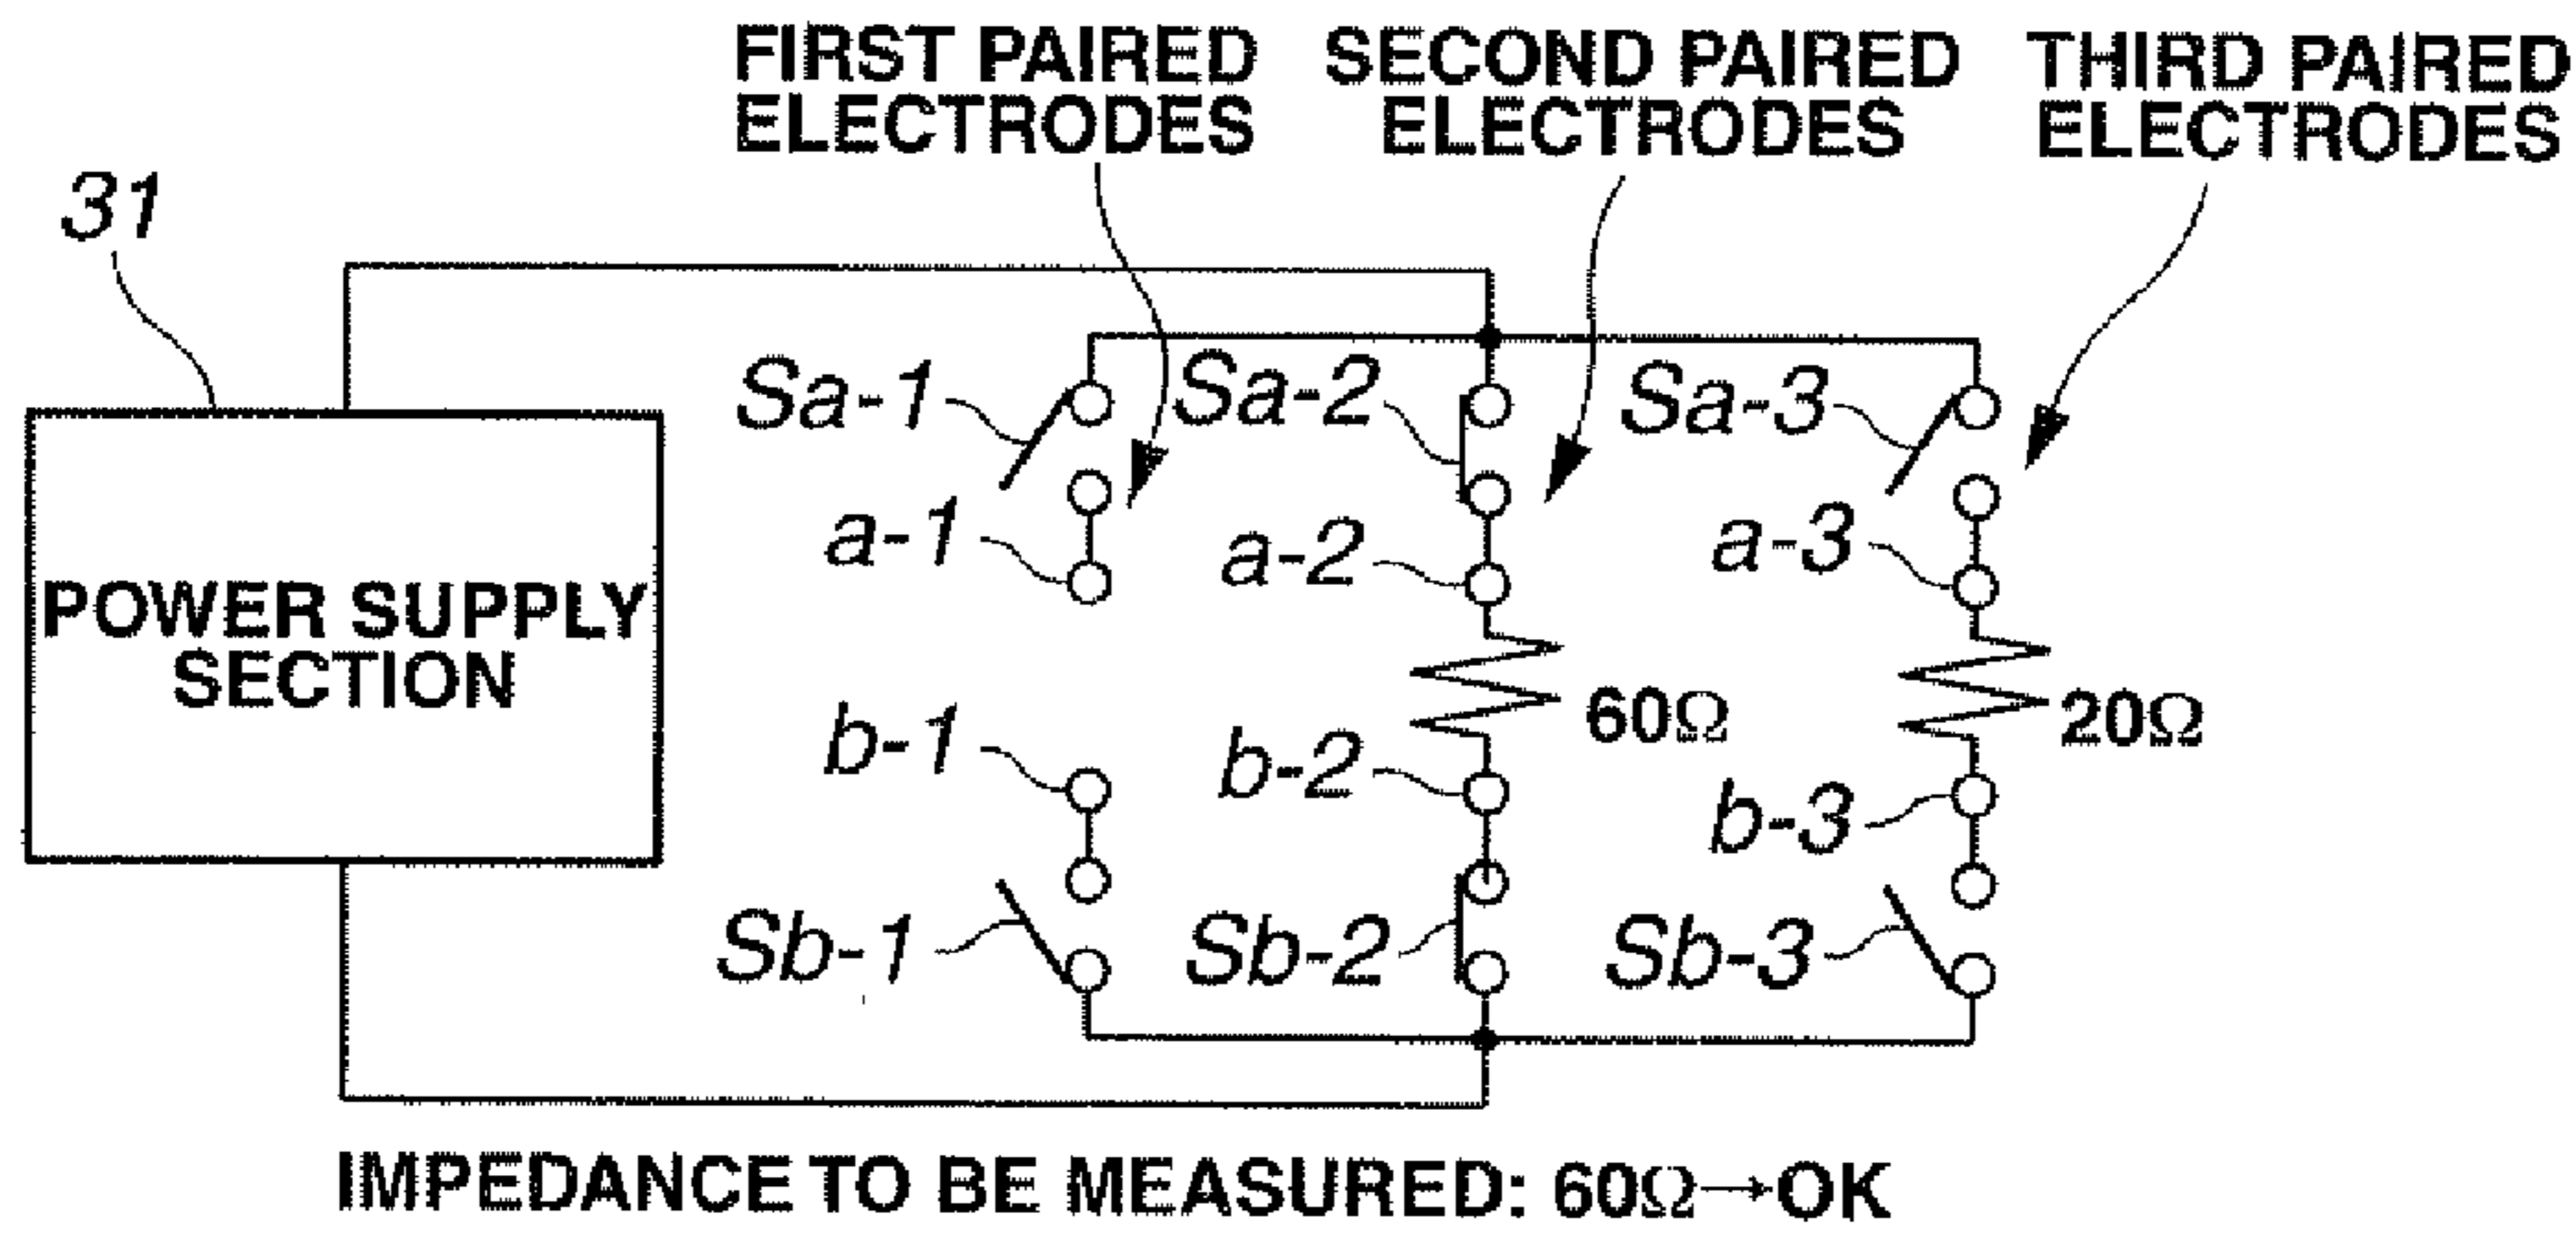 FIRST PAIRED
ELECTRODES
SECOND PAIRED
ELECTRODES
THIRD PAIRED
ELECTRODES
31
Sa-1
Sa-2
Sa-3
a-1
a-2
a-3
POWER SUPPLY
SECTION
60Ω
20Ω
b-1
b-2
b-3
Sb-1
Sb-2
Sb-3
IMPEDANCE TO BE MEASURED: 60Ω→OK